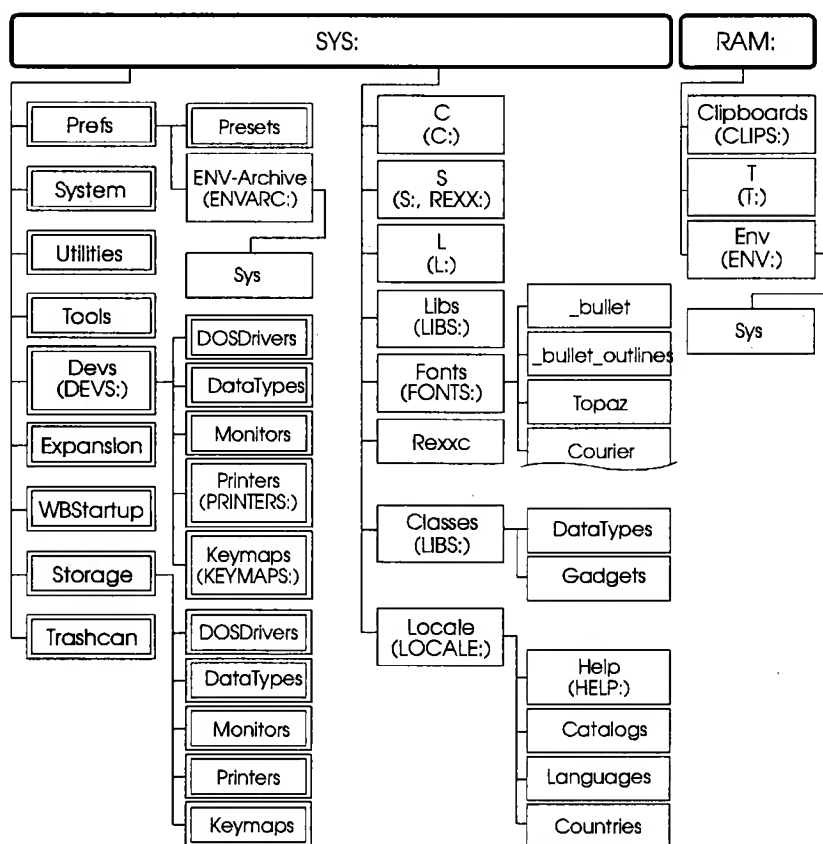 SYS:
RAM:
Prefs
System
Utilities
Tools
Devs
(DEVS:)
Expansion
WBStartup
Storage
Trashcan
Presets
ENV-Archive
(ENVARC:)
Sys
DOSDrivers
DataTypes
Monitors
Printers
(PRINTERS:)
Keymaps
(KEYMAPS:)
DOSDrivers
DataTypes
Monitors
Printers
Keymaps
C
(C:)
S
(S:, REXX:)
L
(L:)
Libs
(LIBS:)
Fonts
(FONTS:)
Rexxc
Classes
(LIBS:)
Locale
(LOCALE:)
_bullet
_bullet_outlines
Topaz
Courier
DataTypes
Gadgets
Help
(HELP:)
Catalogs
Languages
Countries
Clipboards
(CLIPS:)
T
(T:)
Env
(ENV:)
Sys